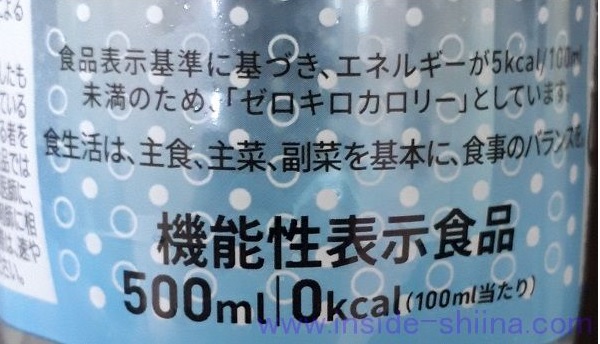 食品表示基準に基づき、エネルギーが5kcal/100ml
未満のため、「ゼロキロカロリー」としています。
食生活は、主食、主菜、副菜を基本に、食事のバランスを。
機能性表示食品
500ml 0kcal(100ml当たり)
www.inside-shiina.com